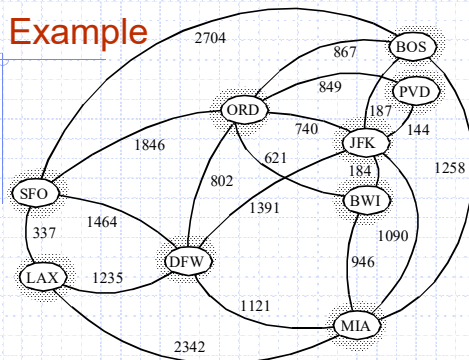 Example
2704
BOS
867
849
PVD
ORD
187
740
144
JFK
1846
621
184
1258
802
SFO
1391
BWI
1464
337
1090
946
DFW
LAX
1235
1121
MIA
2342